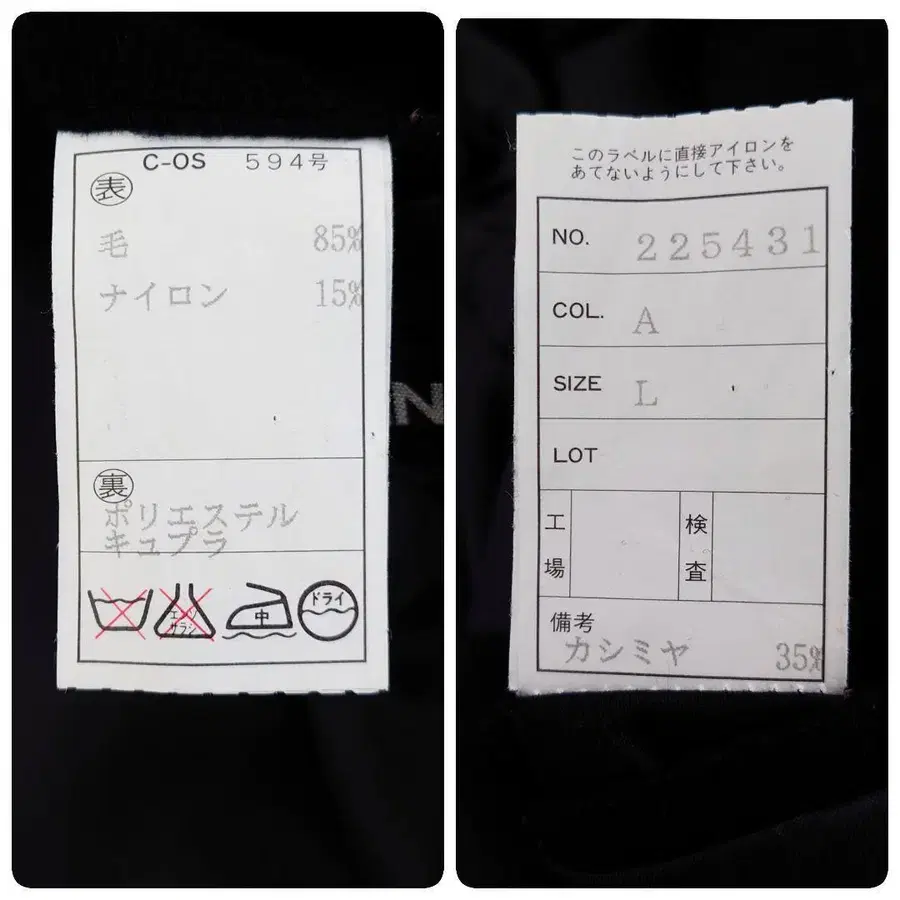 C-OS 594号
表
毛 85%
ナイロン 15%
裏
ポリエステル
キュプラ
エンソ
サラシ
中
ドライ
N
このラベルに直接アイロンを
あてないようにして下さい。
NO. 225431
COL. A
SIZE L
LOT
工場
検査
備考
カシミヤ 35%